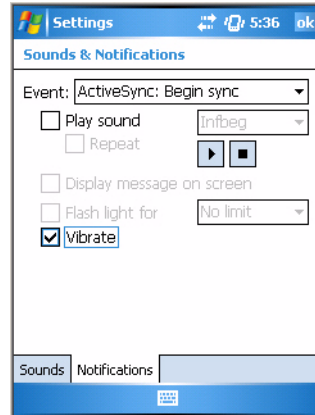 Settings 5:36 ok
Sounds & Notifications
Event: ActiveSync: Begin sync
Play sound Infbeg
Repeat
Display message on screen
Flash light for No limit
Vibrate
Sounds Notifications